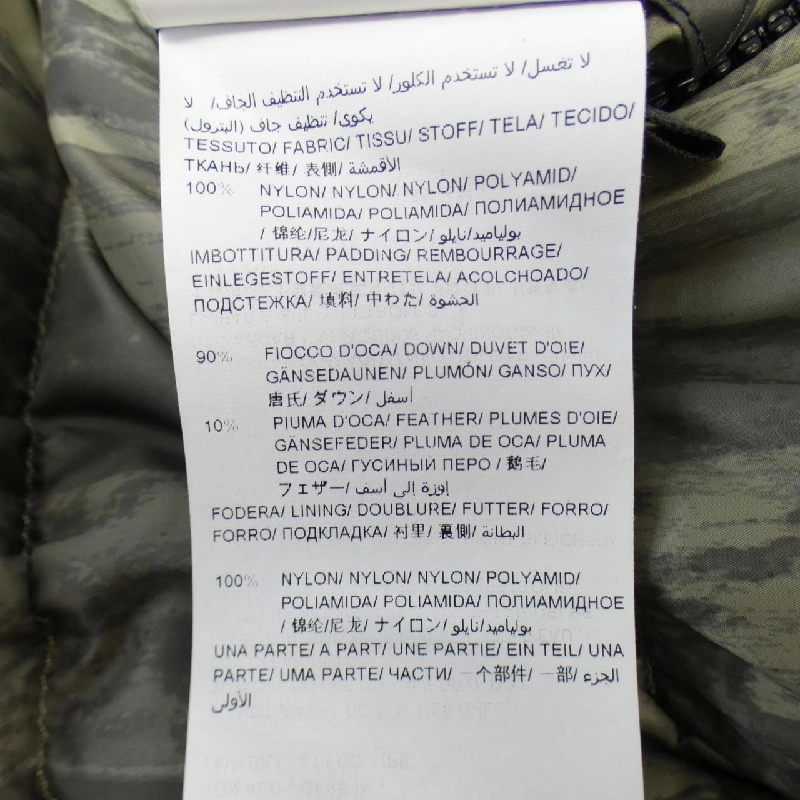 لا تغسل/ لا تستخدم الكلور/ لا تستخدم التنظيف الجاف/ لا
يكوى/ تنظيف جاف (البترول)
TESSUTO/ FABRIC/ TISSU/ STOFF/ TELA/ TECIDO/
ТКАНЬ/ 纤维/ 表側/ الأقمشة
100% NYLON/ NYLON/ NYLON/ POLYAMID/
POLIAMIDA/ POLIAMIDA/ ПОЛИАМИДНОЕ
/ 锦纶/尼龙/ ナイロン/ بولياميد/نايلو
IMBOTTITURA/ PADDING/ REMBOURRAGE/
EINLEGESTOFF/ ENTRETELA/ ACOLCHOADO/
ПОДСТЕЖКА/ 填料/ 中わた/ الحشوة
90% FIOCCO D'OCA/ DOWN/ DUVET D'OIE/
GÄNSEDAUNEN/ PLUMÓN/ GANSO/ ПУХ/
唐氏/ ダウン/ أسفل
10% PIUMA D'OCA/ FEATHER/ PLUMES D'OIE/
GÄNSEFEDER/ PLUMA DE OCA/ PLUMA
DE OCA/ ГУСИНЫЙ ПЕРО / 鹅毛/
フェザー/ إوزة إلى أسف
FODERA/ LINING/ DOUBLURE/ FUTTER/ FORRO/
FORRO/ ПОДКЛАДКА/ 衬里/ 裏側/ البطانة
100% NYLON/ NYLON/ NYLON/ POLYAMID/
POLIAMIDA/ POLIAMIDA/ ПОЛИАМИДНОЕ
/ 锦纶/尼龙/ ナイロン/ بولياميد/نايلو
UNA PARTE/ A PART/ UNE PARTIE/ EIN TEIL/ UNA
PARTE/ UMA PARTE/ ЧАСТИ/ 一个部件/ 一部/ الجزء
الأولى